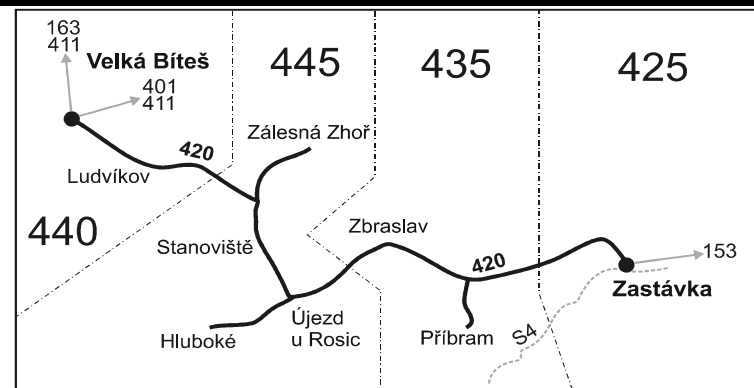 163
411
Velká Bíteš
401
411
445
435
425
Zálesná Zhoř
420
Ludvíkov
440
Stanoviště
Zbraslav
420
153
Zastávka
Hluboké
Újezd
u Rosic
Příbram
S4